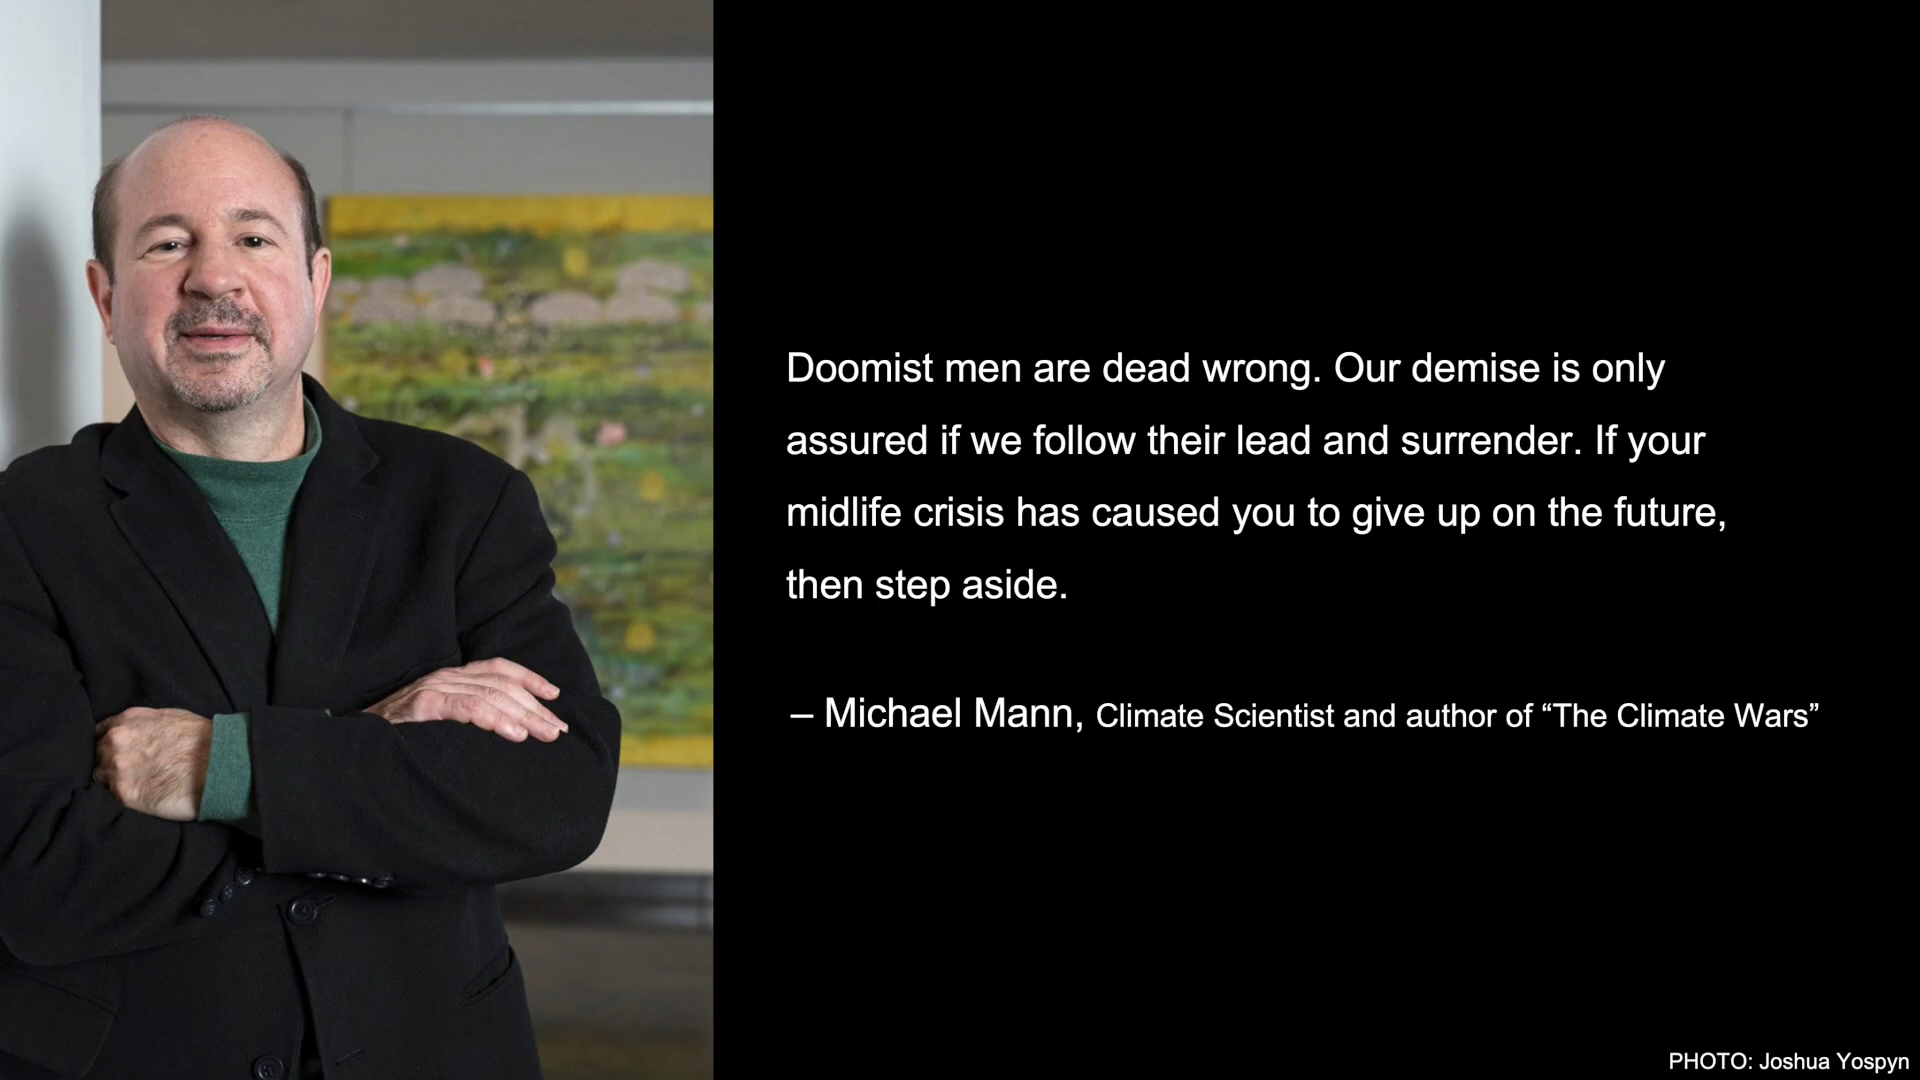 Doomist men are dead wrong. Our demise is only
assured if we follow their lead and surrender. If your
midlife crisis has caused you to give up on the future,
then step aside.
– Michael Mann, Climate Scientist and author of “The Climate Wars”
PHOTO: Joshua Yospyn